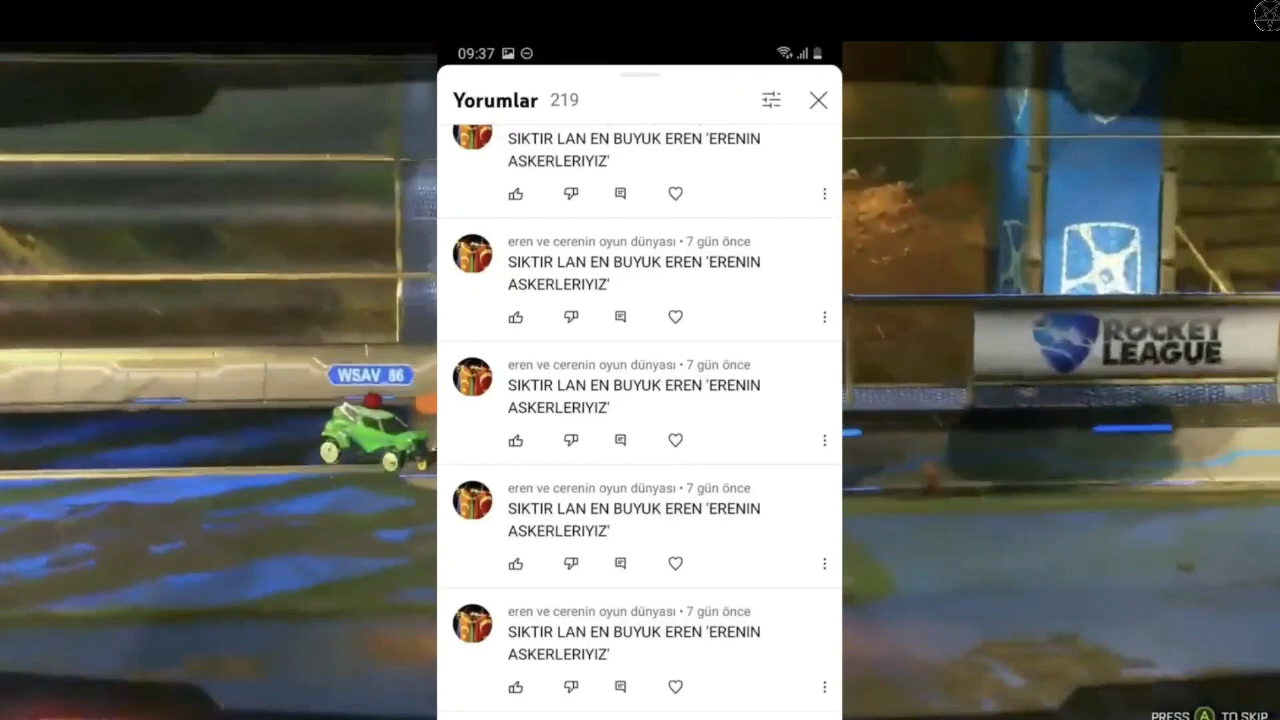 09:37
Yorumlar 219
SIKTIR LAN EN BUYUK EREN 'ERENIN
ASKERLERIYIZ'
eren ve cerenin oyun dünyası • 7 gün önce
SIKTIR LAN EN BUYUK EREN 'ERENIN
ASKERLERIYIZ'
eren ve cerenin oyun dünyası • 7 gün önce
SIKTIR LAN EN BUYUK EREN 'ERENIN
ASKERLERIYIZ'
eren ve cerenin oyun dünyası • 7 gün önce
SIKTIR LAN EN BUYUK EREN 'ERENIN
ASKERLERIYIZ'
eren ve cerenin oyun dünyası • 7 gün önce
SIKTIR LAN EN BUYUK EREN 'ERENIN
ASKERLERIYIZ'
WSAV 86
ROCKET
LEAGUE
PRESS A TO SKIP